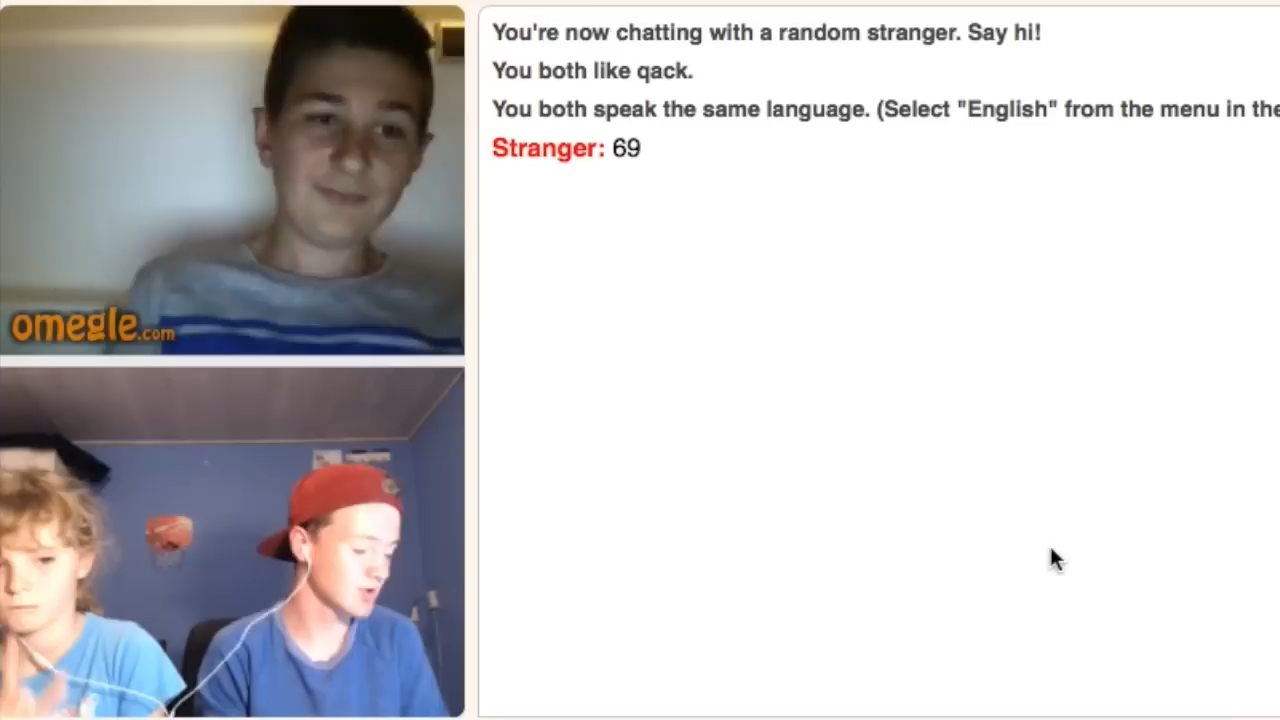 You're now chatting with a random stranger. Say hi!
You both like qack.
You both speak the same language. (Select "English" from the menu in the
Stranger: 69
omegle.com